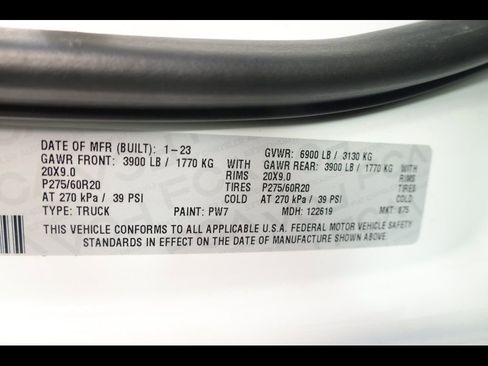 DATE OF MFR (BUILT): 1-23 GVWR: 6900 LB / 3130 KG
GAWR FRONT: 3900 LB / 1770 KG WITH GAWR REAR: 3900 LB / 1770 KG WITH
20X9.0 RIMS 20X9.0 RIMS
P275/60R20 TIRES P275/60R20 TIRES
AT 270 kPa / 39 PSI COLD AT 270 kPa / 39 PSI COLD
TYPE: TRUCK PAINT: PW7 MDH: 122619 MKT: 875
THIS VEHICLE CONFORMS TO ALL APPLICABLE U.S.A. FEDERAL MOTOR VEHICLE SAFETY
STANDARDS IN EFFECT ON THE DATE OF MANUFACTURE SHOWN ABOVE.